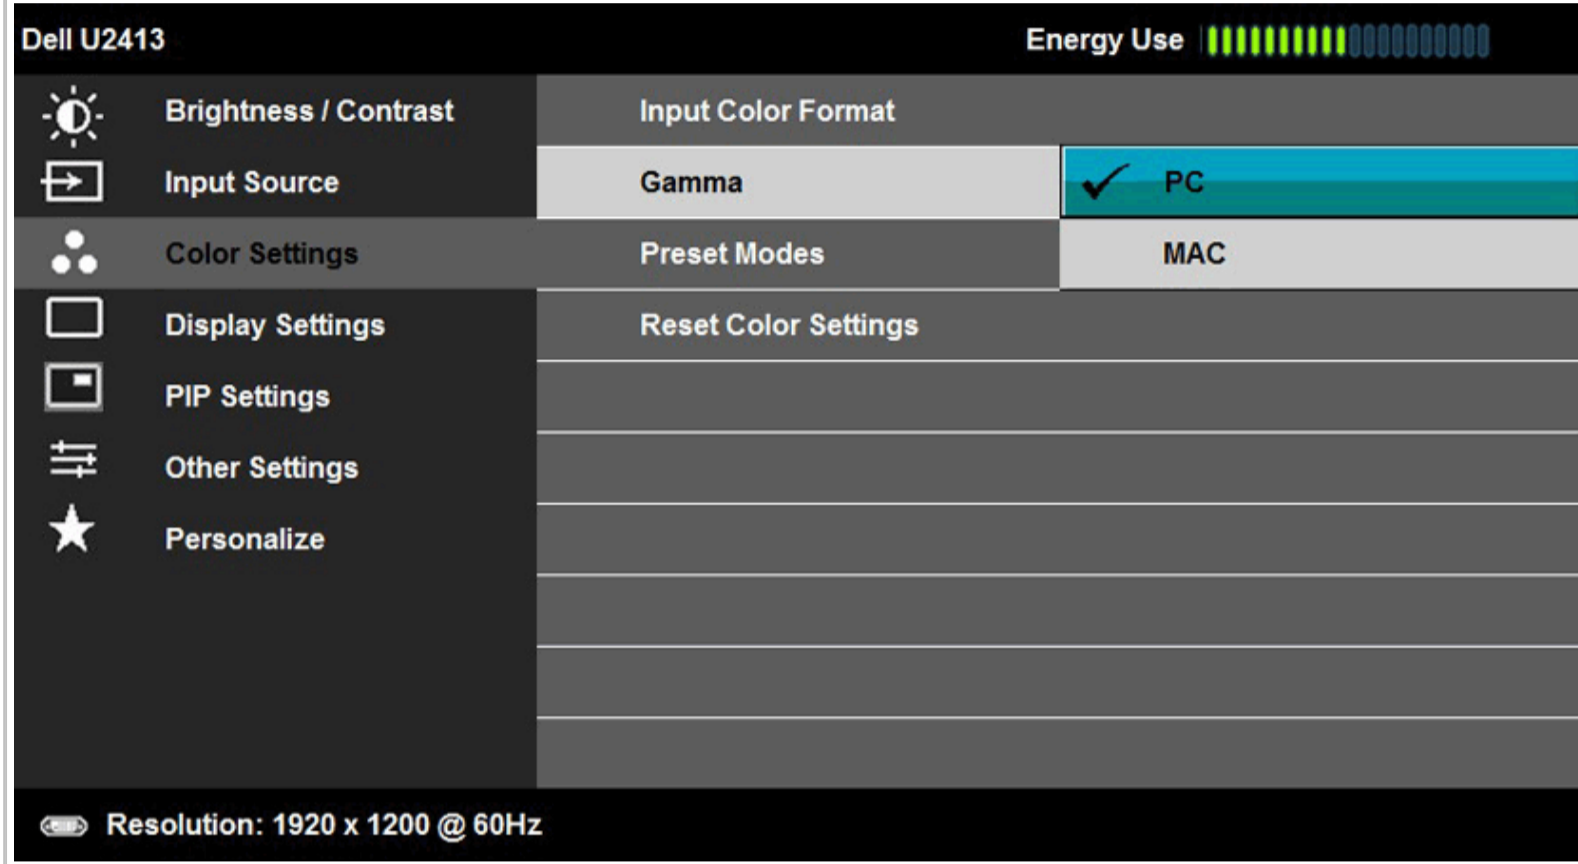 Dell U2413
Energy Use
Brightness / Contrast
Input Source
Color Settings
Display Settings
PIP Settings
Other Settings
Personalize
Input Color Format
Gamma
Preset Modes
Reset Color Settings
PC
MAC
Resolution: 1920 x 1200 @ 60Hz